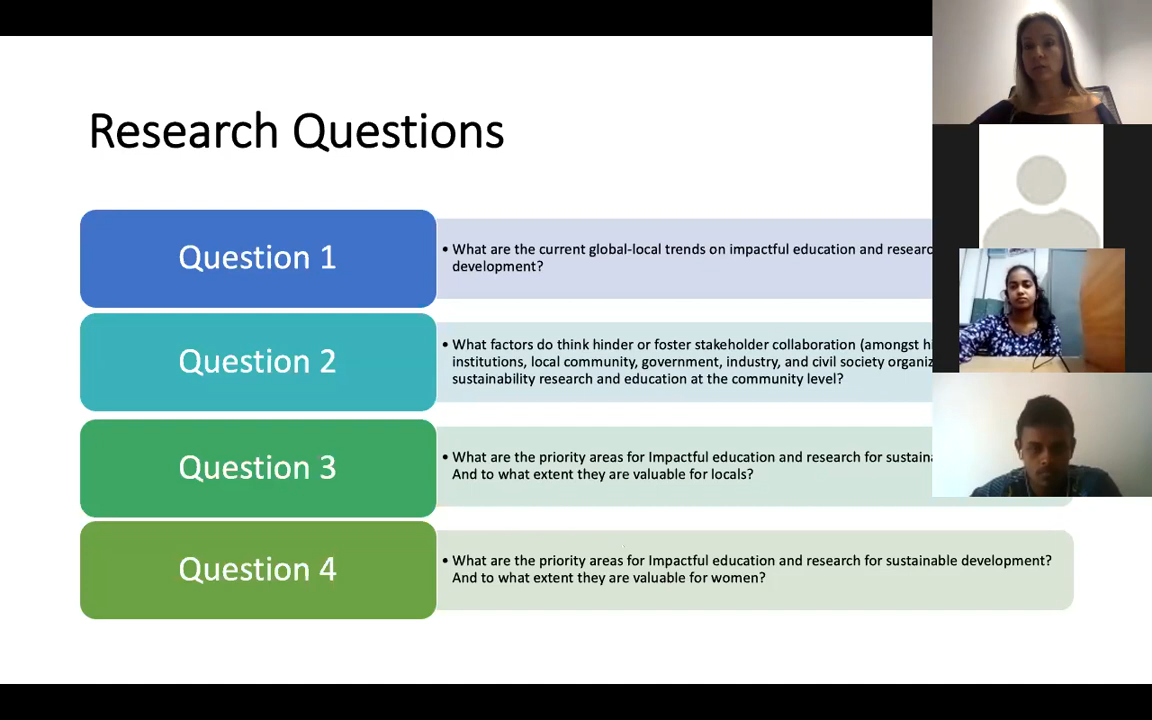 Research Questions
Question 1
• What are the current global-local trends on impactful education and
development?
Question 2
• What factors do think hinder or foster stakeholder collaboration (amongst
institutions, local community, government, industry, and civil society
sustainability research and education at the community level?
Question 3
• What are the priority areas for Impactful education and research for
And to what extent they are valuable for locals?
Question 4
• What are the priority areas for Impactful education and research for sustainable development?
And to what extent they are valuable for women?